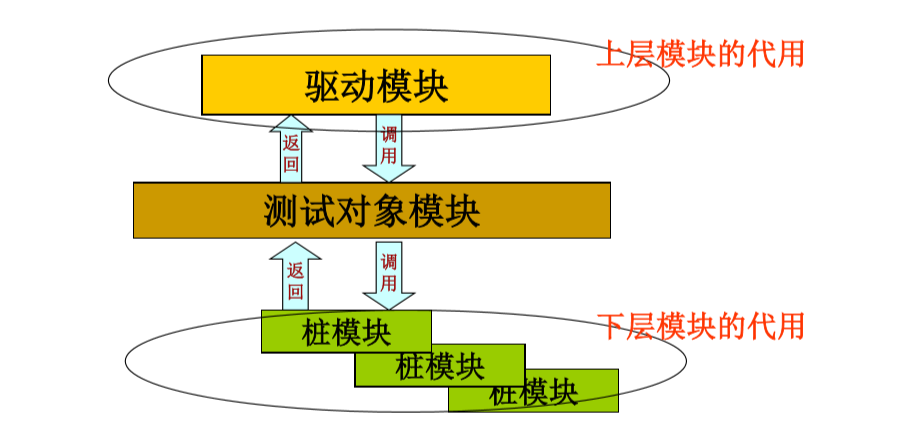 上层模块的代用
驱动模块
返回
调用
测试对象模块
返回
调用
桩模块
下层模块的代用
桩模块
桩模块